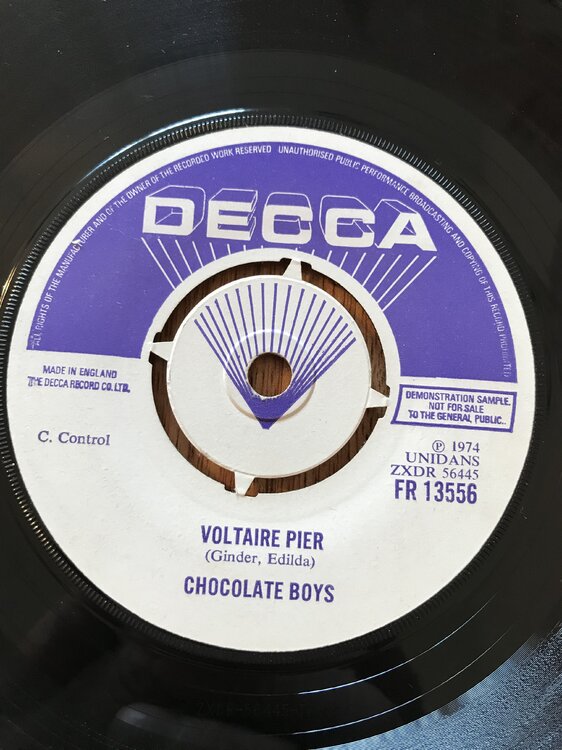 ALL RIGHTS OF THE MANUFACTURER AND OF THE OWNER OF THE RECORDED WORK RESERVED UNAUTHORISED PUBLIC PERFORMANCE BROADCASTING AND COPYING OF THIS RECORD PROHIBITED
DECCA
MADE IN ENGLAND
THE DECCA RECORD CO. LTD.
DEMONSTRATION SAMPLE.
NOT FOR SALE
TO THE GENERAL PUBLIC..
C. Control
Ⓟ 1974
UNIDANS
ZXDR 56445
FR 13556
VOLTAIRE PIER
(Ginder, Edilda)
CHOCOLATE BOYS